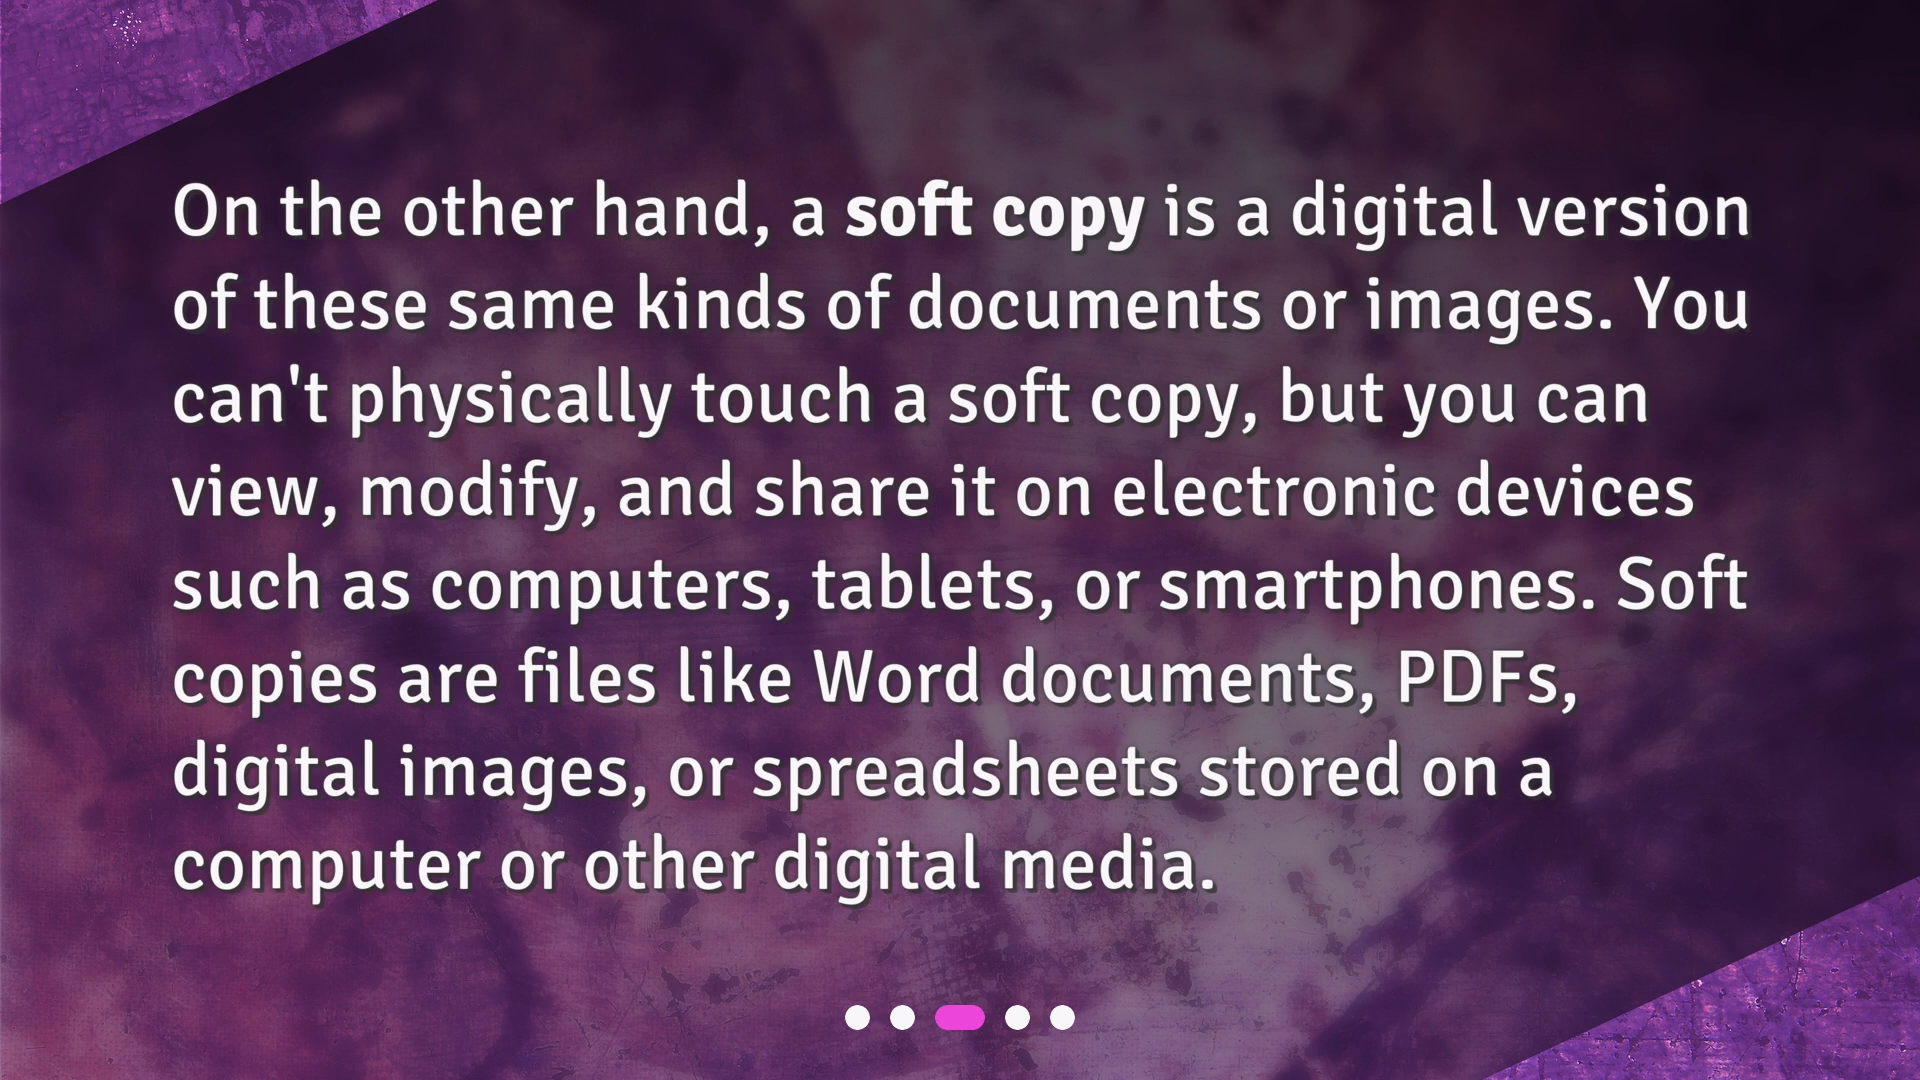 On the other hand, a soft copy is a digital version
of these same kinds of documents or images. You
can't physically touch a soft copy, but you can
view, modify, and share it on electronic devices
such as computers, tablets, or smartphones. Soft
copies are files like Word documents, PDFs,
digital images, or spreadsheets stored on a
computer or other digital media.